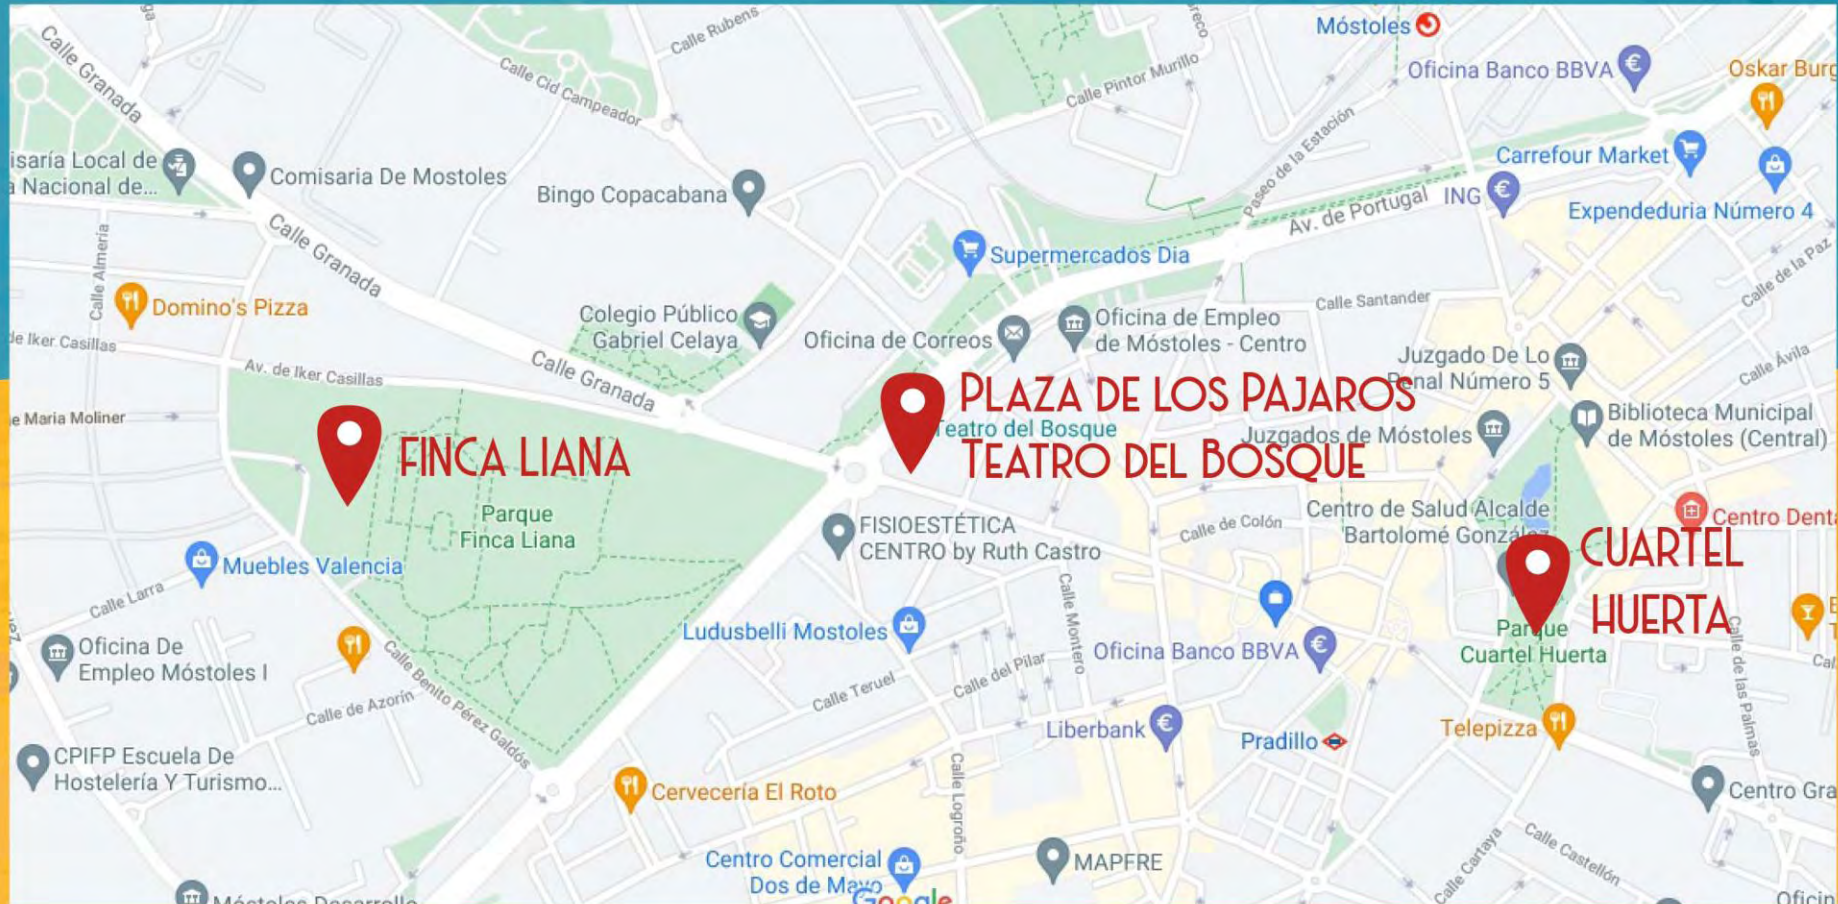 Calle Rubens
Móstoles
Calle Granada
Calle Cid Campeador
Calle Pintor Murillo
Oficina Banco BBVA
Oskar Burg
Paseo de la Estación
isaría Local de
a Nacional de...
Comisaria De Mostoles
Bingo Copacabana
Carrefour Market
ING
Expendeduria Número 4
Av. de Portugal
Calle Granada
Calle Almería
Supermercados Dia
Calle de la Paz
Domino's Pizza
Calle Santander
Colegio Público
Gabriel Celaya
Oficina de Correos
Oficina de Empleo
de Móstoles - Centro
de Iker Casillas
Av. de Iker Casillas
Calle Granada
Juzgado De Lo
Penal Número 5
Calle Ávila
PLAZA DE LOS PAJAROS
Teatro del Bosque
TEATRO DEL BOSQUE
e Maria Moliner
Juzgados de Móstoles
Biblioteca Municipal
de Móstoles (Central)
FINCA LIANA
Parque
Finca Liana
FISIOESTÉTICA
CENTRO by Ruth Castro
Calle de Colón
Centro de Salud Alcalde
Bartolomé González
Centro Denta
CUARTEL
HUERTA
Muebles Valencia
Calle Larra
Calle Montero
Ludusbelli Mostoles
Oficina Banco BBVA
Parque
Cuartel Huerta
Calle de las Palmas
Cal
Oficina De
Empleo Móstoles I
Calle Benito Pérez Galdós
Calle de Azorín
Calle Teruel
Calle del Pilar
Liberbank
Pradillo
Telepizza
CPIFP Escuela De
Hostelería Y Turismo...
Cervecería El Roto
Calle Logroño
Centro Gra
Centro Comercial
Dos de Mayo
MAPFRE
Calle Cartaya
Calle Castellón
Móstoles Desarrollo
Google
Oficin